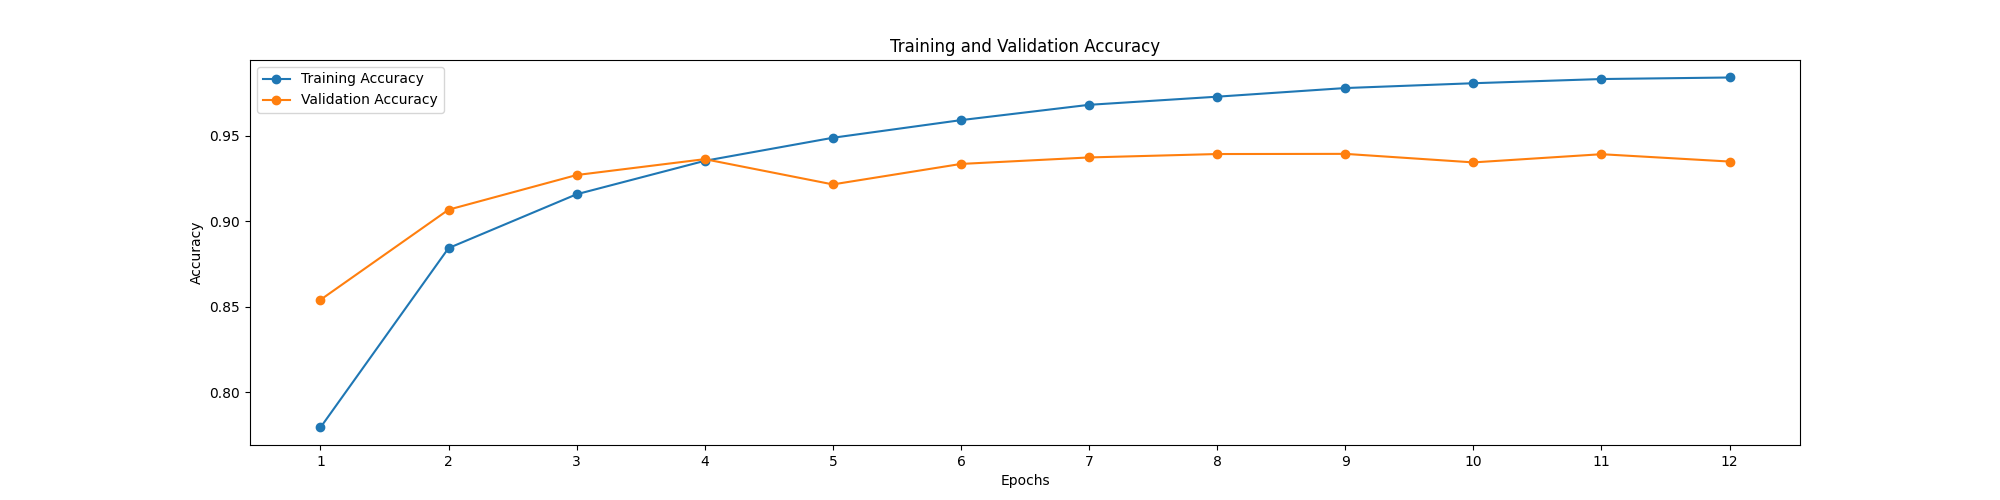 Training and Validation Accuracy
Training Accuracy
Validation Accuracy
0.95
0.90
0.85
0.80
Accuracy
1 2 3 4 5 6 7 8 9 10 11 12
Epochs